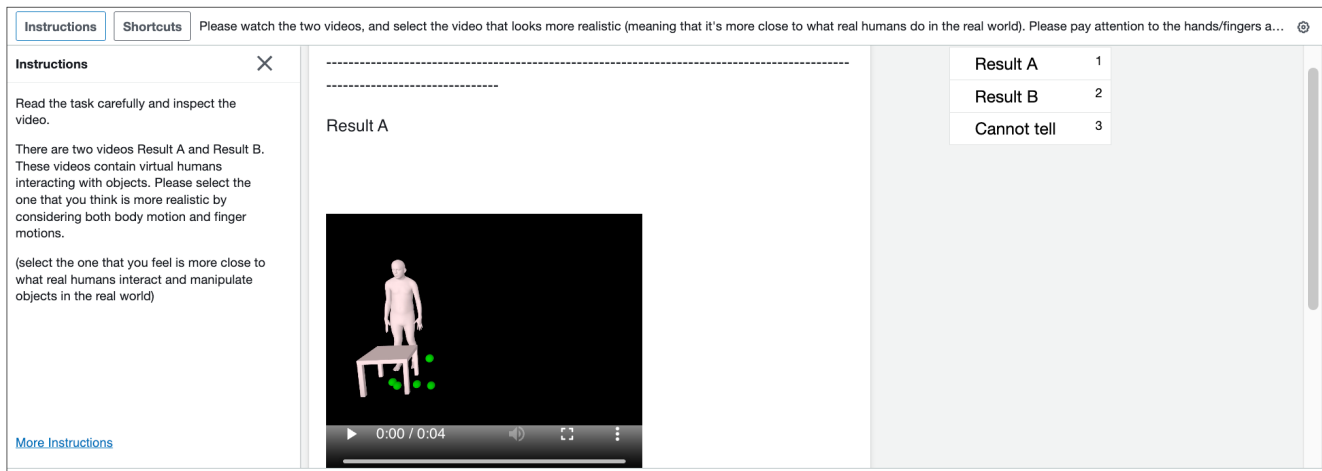 Instructions
Shortcuts
Please watch the two videos, and select the video that looks more realistic (meaning that it's more close to what real humans do in the real world). Please pay attention to the hands/fingers a...
Instructions
Read the task carefully and inspect the
video.
There are two videos Result A and Result B.
These videos contain virtual humans
interacting with objects. Please select the
one that you think is more realistic by
considering both body motion and finger
motions.
(select the one that you feel is more close to
what real humans interact and manipulate
objects in the real world)
More Instructions
------------------------------------------------------------------------------------------------
-------------------------------
Result A
0:00 / 0:04
Result A 1
Result B 2
Cannot tell 3